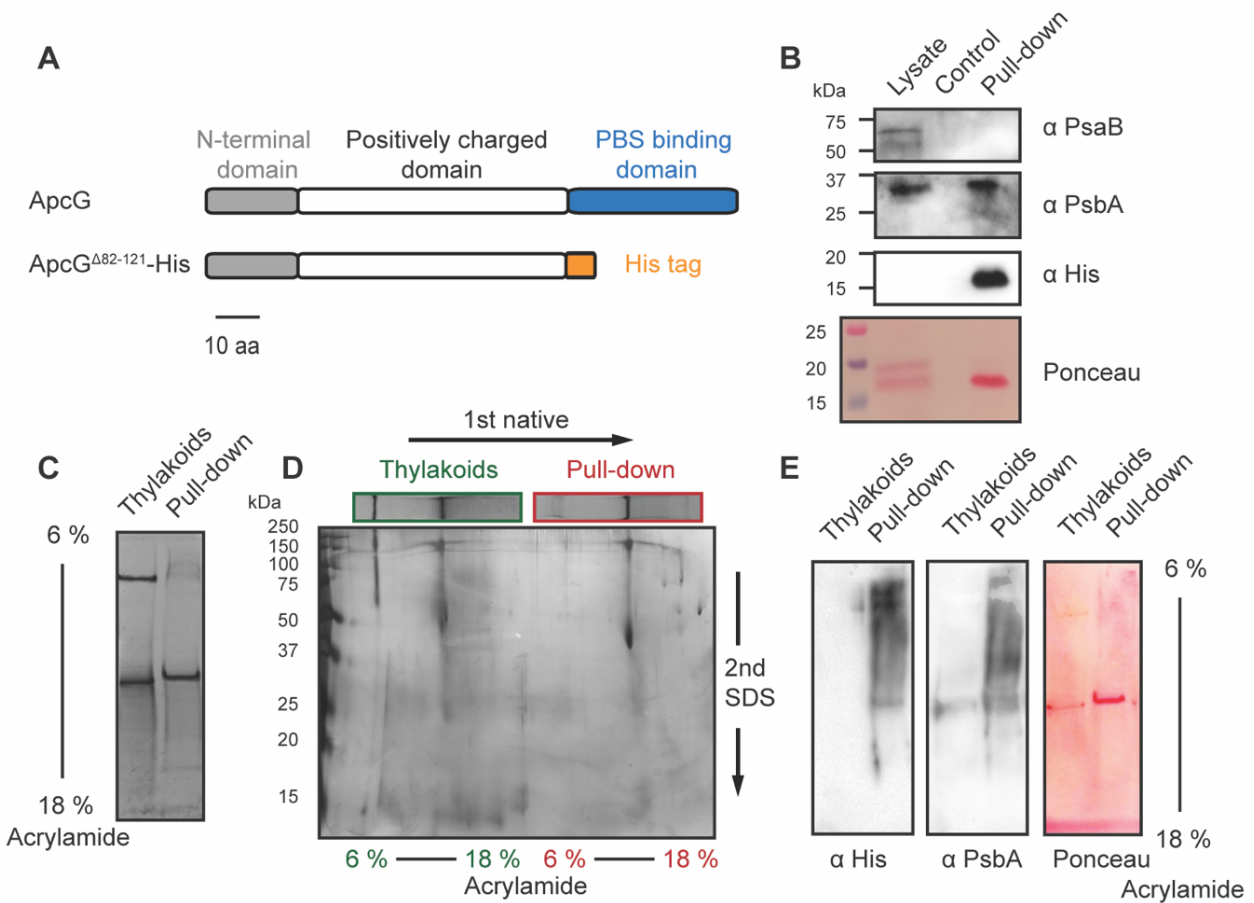 A
N-terminal
domain
Positively charged
domain
PBS binding
domain
ApcG
ApcG^Δ82-121-His
His tag
10 aa
B
Lysate
Control
Pull-down
kDa
75
50
α PsaB
37
25
α PsbA
20
15
α His
25
20
15
Ponceau
C
Thylakoids
Pull-down
6 %
18 %
Acrylamide
D
1st native
Thylakoids
Pull-down
kDa
250
150
100
75
50
37
25
20
15
2nd
SDS
6 % 18 % 6 % 18 %
Acrylamide
E
Thylakoids
Pull-down
Thylakoids
Pull-down
Thylakoids
Pull-down
6 %
18 %
α His
α PsbA
Ponceau
Acrylamide